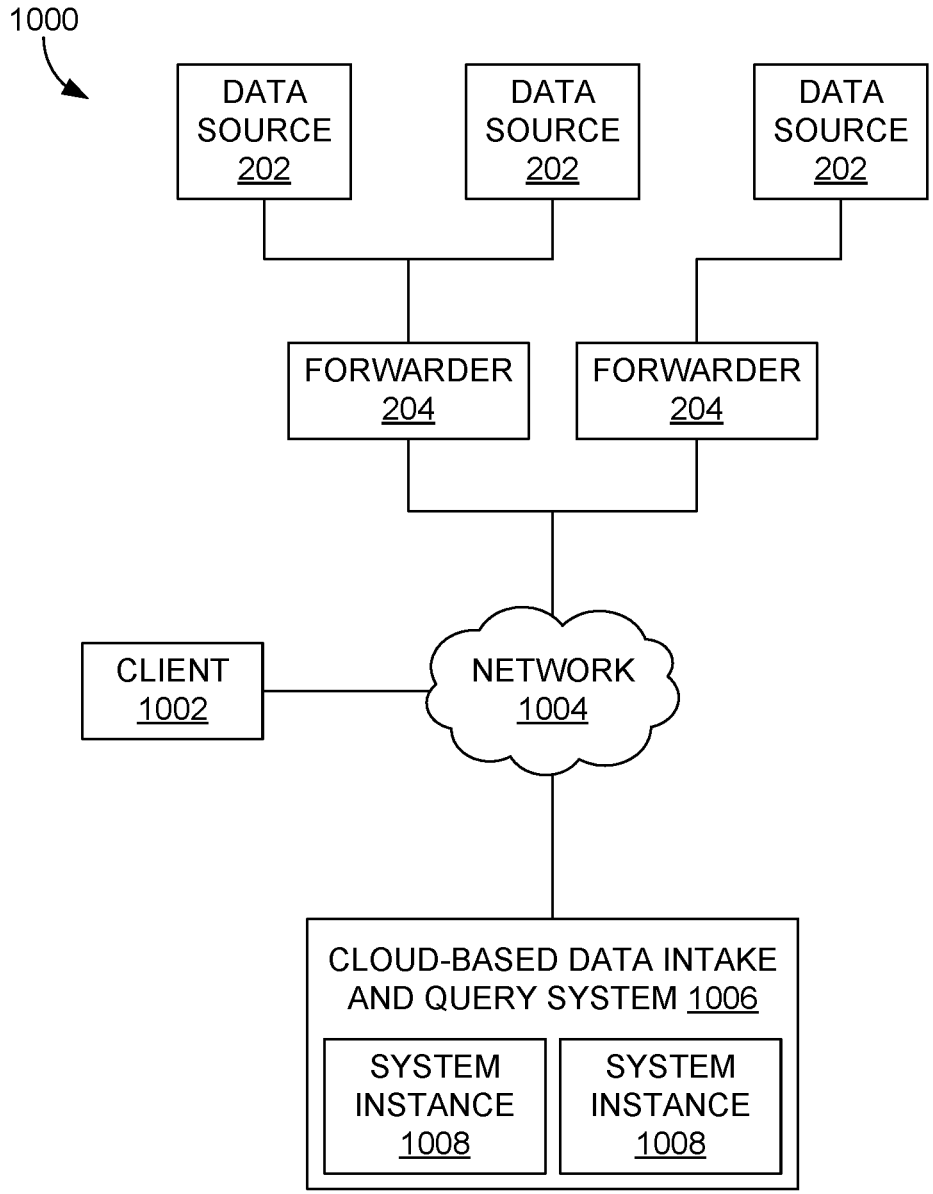 1000
DATA
SOURCE
202
DATA
SOURCE
202
DATA
SOURCE
202
FORWARDER
204
FORWARDER
204
CLIENT
1002
NETWORK
1004
CLOUD-BASED DATA INTAKE
AND QUERY SYSTEM 1006
SYSTEM
INSTANCE
1008
SYSTEM
INSTANCE
1008